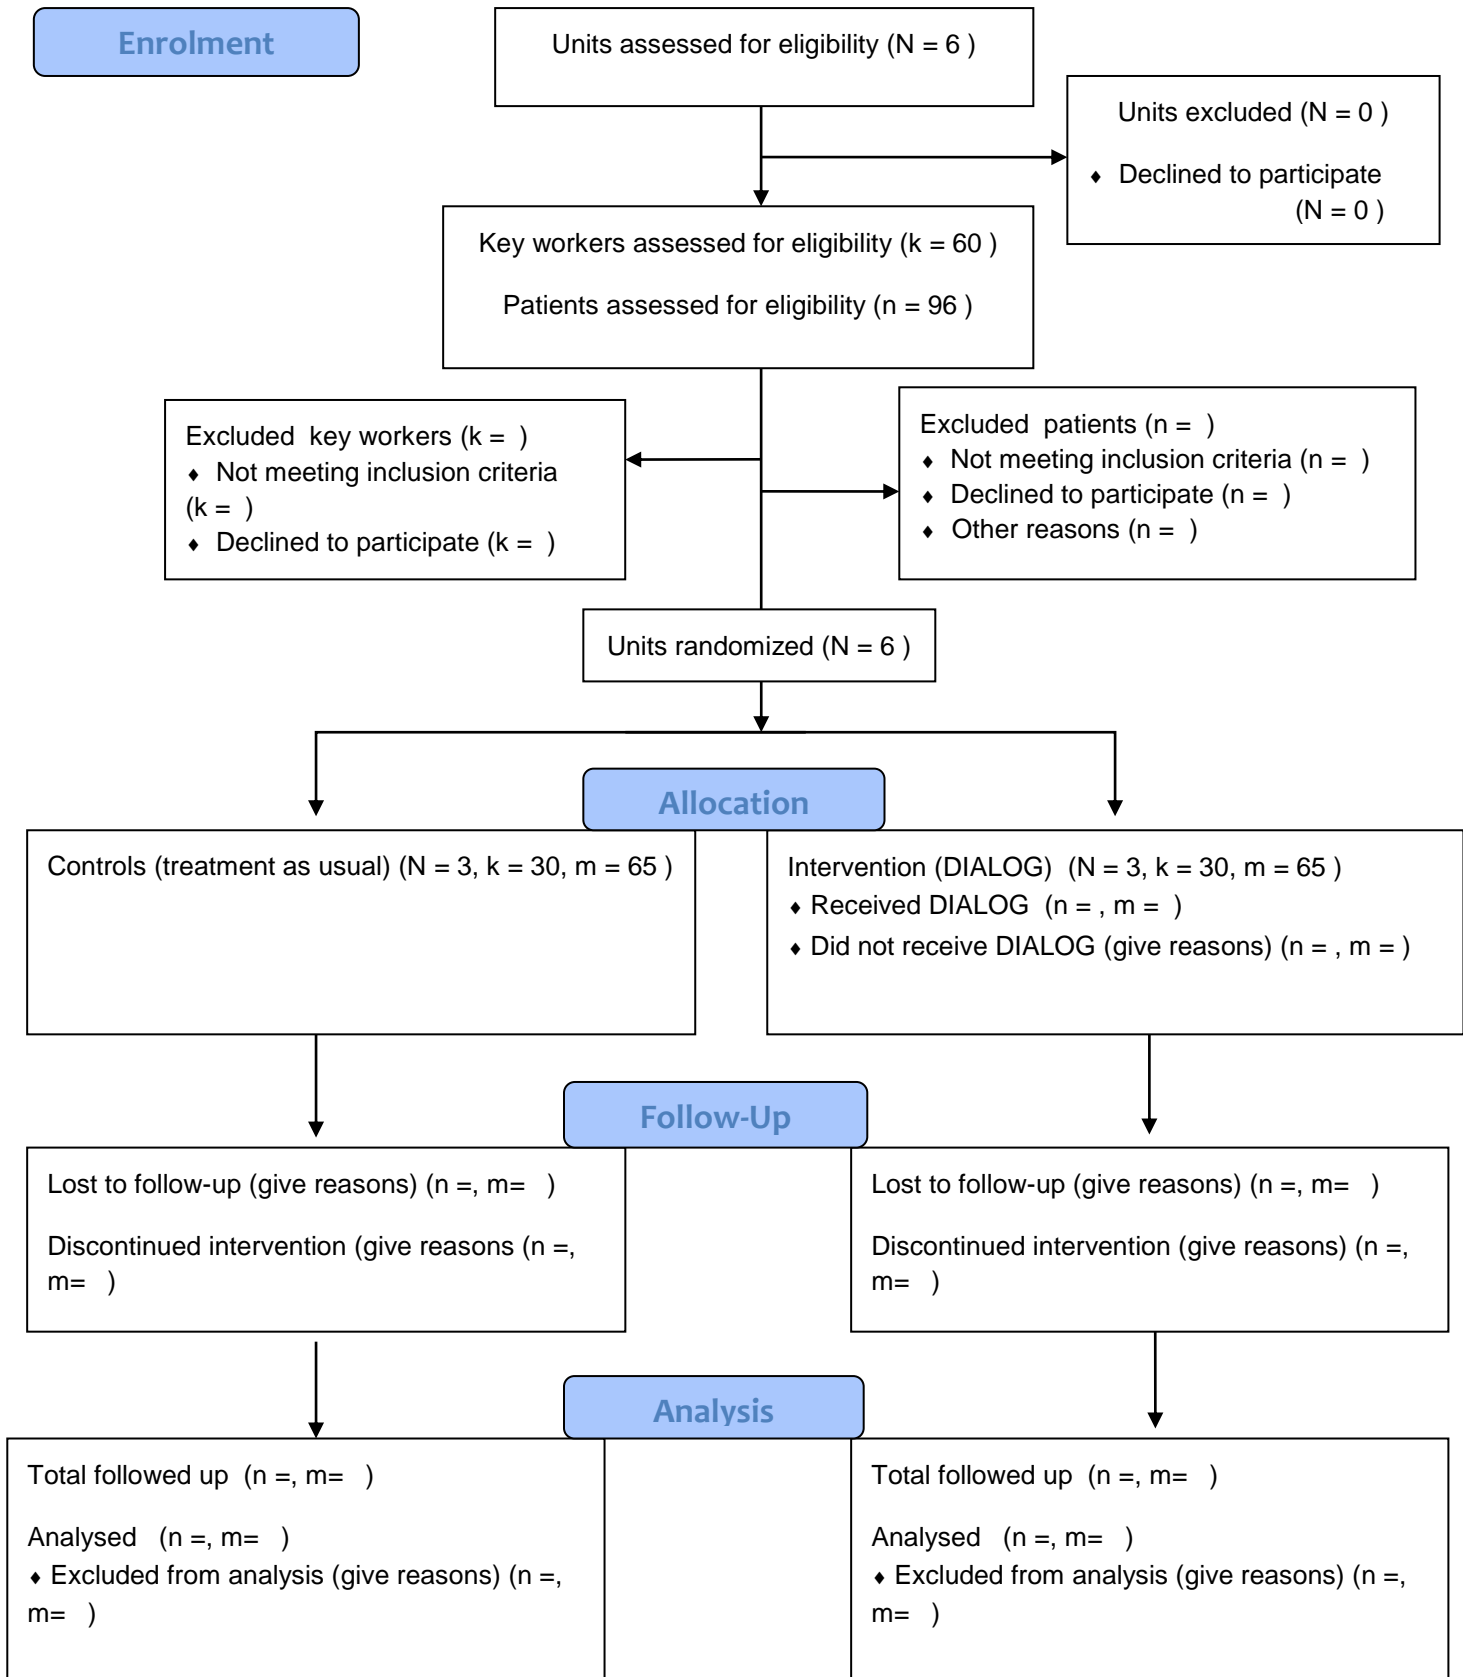 Enrolment
Units assessed for eligibility (N = 6 )
Units excluded (N = 0 )
♦ Declined to participate
(N = 0 )
Key workers assessed for eligibility (k = 60 )
Patients assessed for eligibility (n = 96 )
Excluded key workers (k = )
♦ Not meeting inclusion criteria
(k = )
♦ Declined to participate (k = )
Excluded patients (n = )
♦ Not meeting inclusion criteria (n = )
♦ Declined to participate (n = )
♦ Other reasons (n = )
Units randomized (N = 6 )
Allocation
Controls (treatment as usual) (N = 3, k = 30, m = 65 )
Intervention (DIALOG) (N = 3, k = 30, m = 65 )
♦ Received DIALOG (n = , m = )
♦ Did not receive DIALOG (give reasons) (n = , m = )
Follow-Up
Lost to follow-up (give reasons) (n =, m= )
Discontinued intervention (give reasons (n =,
m= )
Lost to follow-up (give reasons) (n =, m= )
Discontinued intervention (give reasons) (n =,
m= )
Analysis
Total followed up (n =, m= )
Analysed (n =, m= )
♦ Excluded from analysis (give reasons) (n =,
m= )
Total followed up (n =, m= )
Analysed (n =, m= )
♦ Excluded from analysis (give reasons) (n =,
m= )